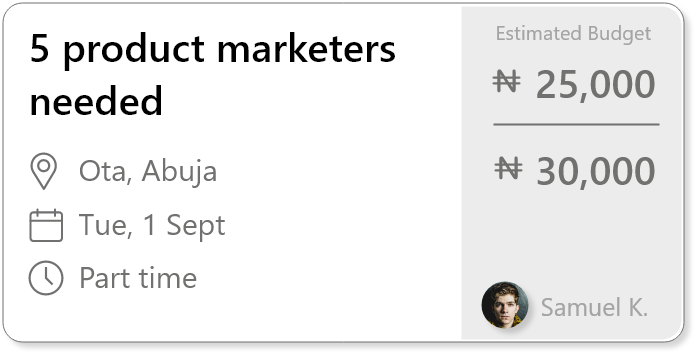 5 product marketers
needed
Ota, Abuja
Tue, 1 Sept
Part time
Estimated Budget
₦ 25,000
₦ 30,000
Samuel K.